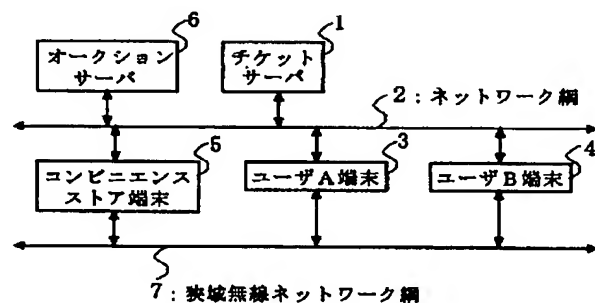 6
オークション
サーバ
1
チケット
サーバ
2:ネットワーク網
5
コンビニエンス
ストア端末
3
ユーザA端末
4
ユーザB端末
7:狭域無線ネットワーク網